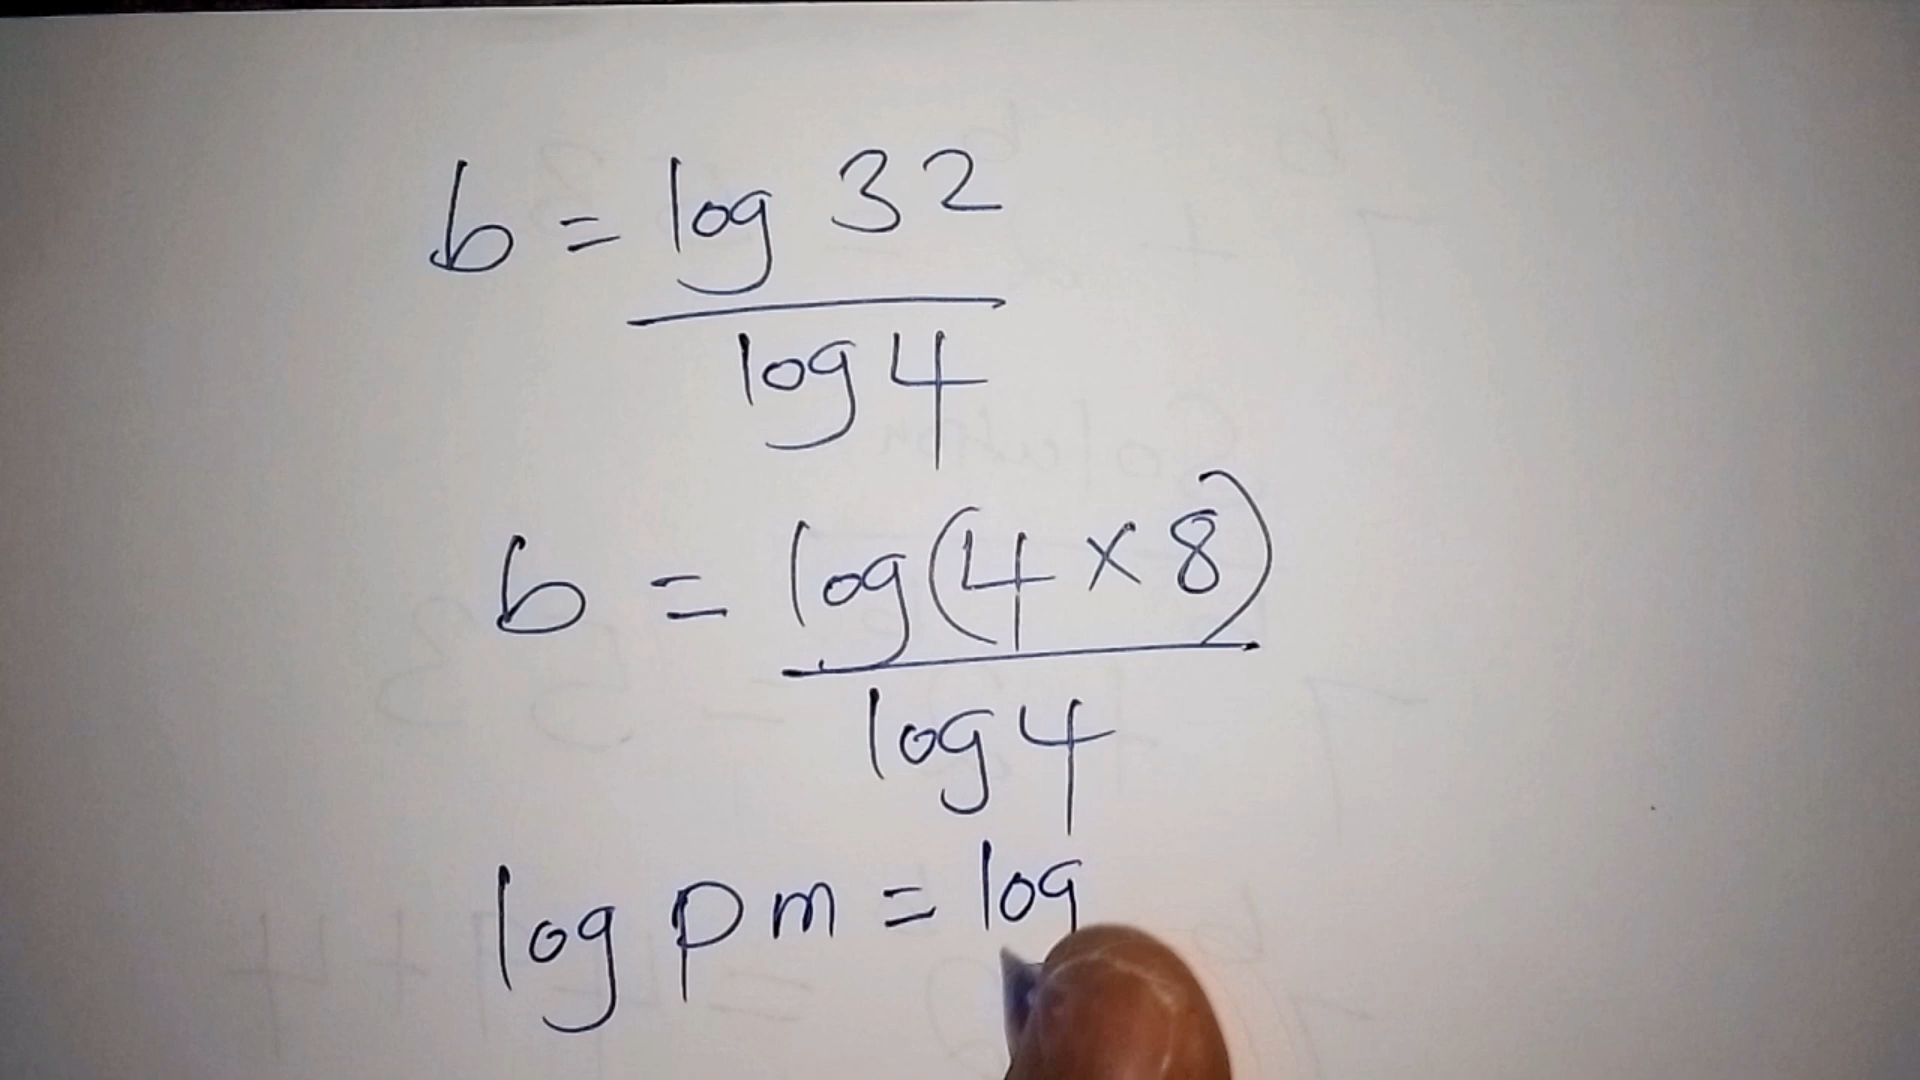 b = log 32
log 4
b = log(4 × 8)
log 4
log pm = log